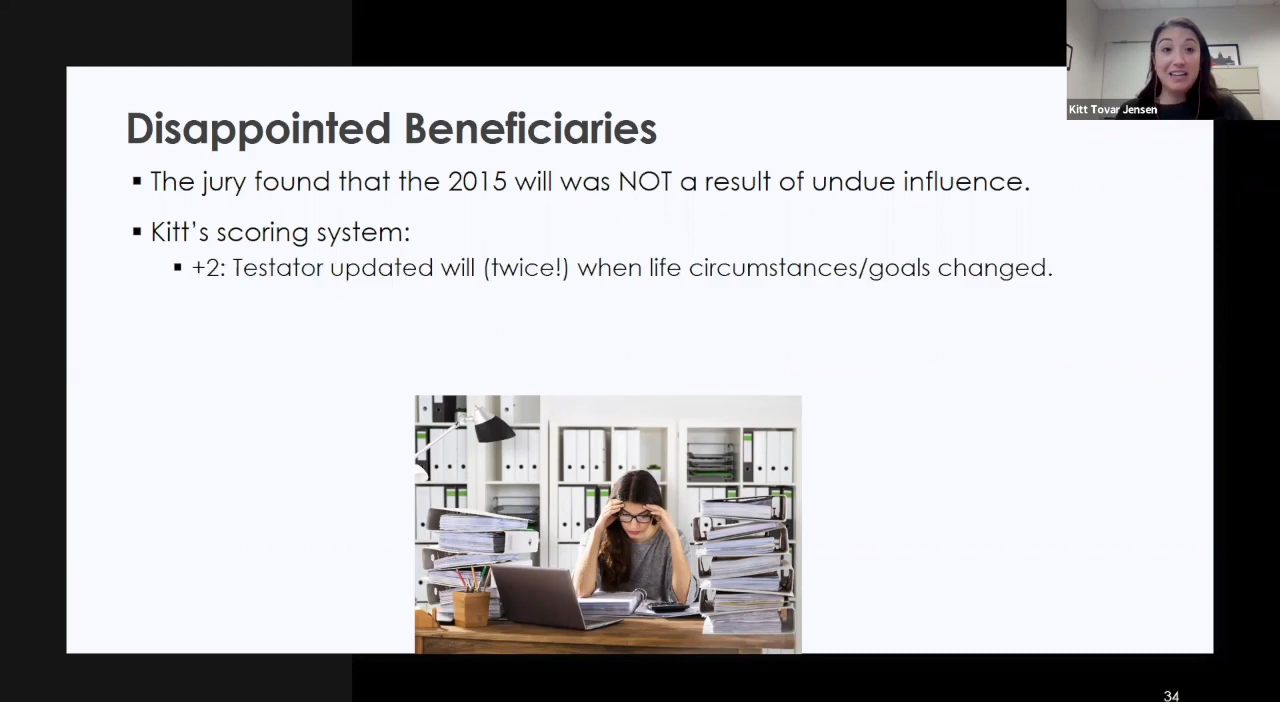 Disappointed Beneficiaries
▪ The jury found that the 2015 will was NOT a result of undue influence.
▪ Kitt's scoring system:
▪ +2: Testator updated will (twice!) when life circumstances/goals changed.
Kitt Tovar Jensen
34